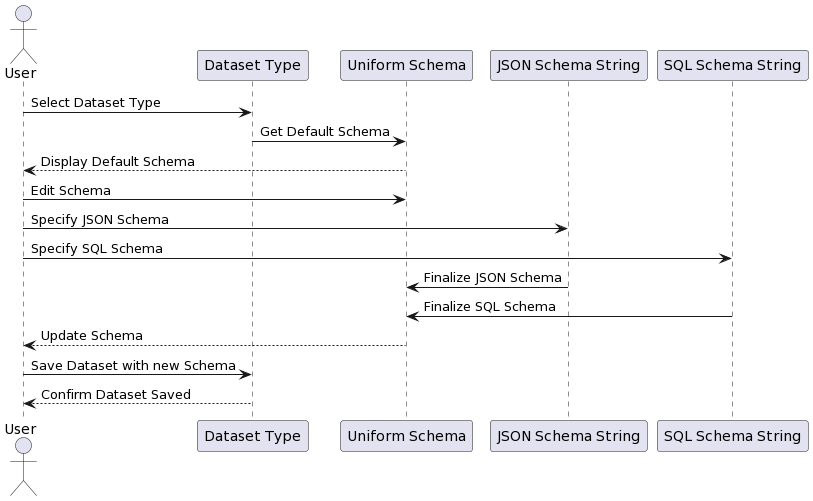 User
Dataset Type
Uniform Schema
JSON Schema String
SQL Schema String
Select Dataset Type
Get Default Schema
Display Default Schema
Edit Schema
Specify JSON Schema
Specify SQL Schema
Finalize JSON Schema
Finalize SQL Schema
Update Schema
Save Dataset with new Schema
Confirm Dataset Saved
User
Dataset Type
Uniform Schema
JSON Schema String
SQL Schema String